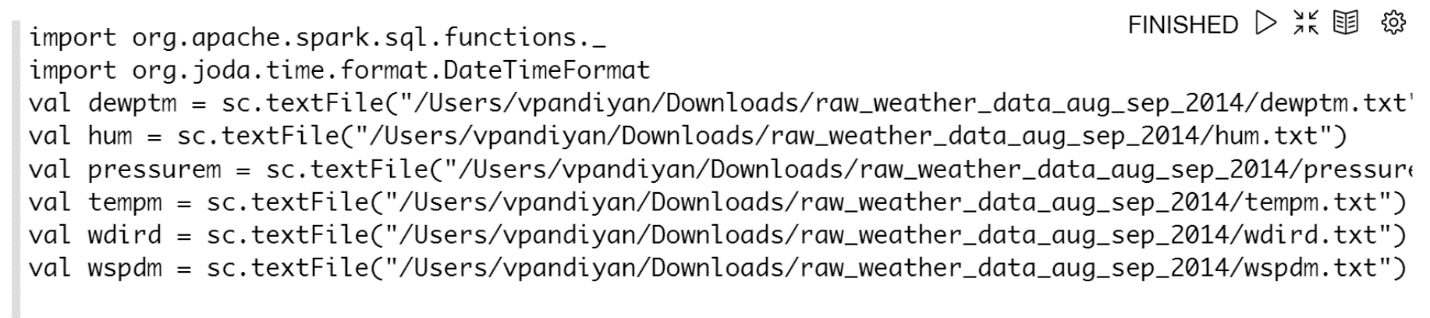 FINISHED
import org.apache.spark.sql.functions._
import org.joda.time.format.DateTimeFormat
val dewptm = sc.textFile("/Users/vpandiyan/Downloads/raw_weather_data_aug_sep_2014/dewptm.txt"
val hum = sc.textFile("/Users/vpandiyan/Downloads/raw_weather_data_aug_sep_2014/hum.txt")
val pressurem = sc.textFile("/Users/vpandiyan/Downloads/raw_weather_data_aug_sep_2014/pressure
val tempm = sc.textFile("/Users/vpandiyan/Downloads/raw_weather_data_aug_sep_2014/tempm.txt")
val wdird = sc.textFile("/Users/vpandiyan/Downloads/raw_weather_data_aug_sep_2014/wdird.txt")
val wspdm = sc.textFile("/Users/vpandiyan/Downloads/raw_weather_data_aug_sep_2014/wspdm.txt")